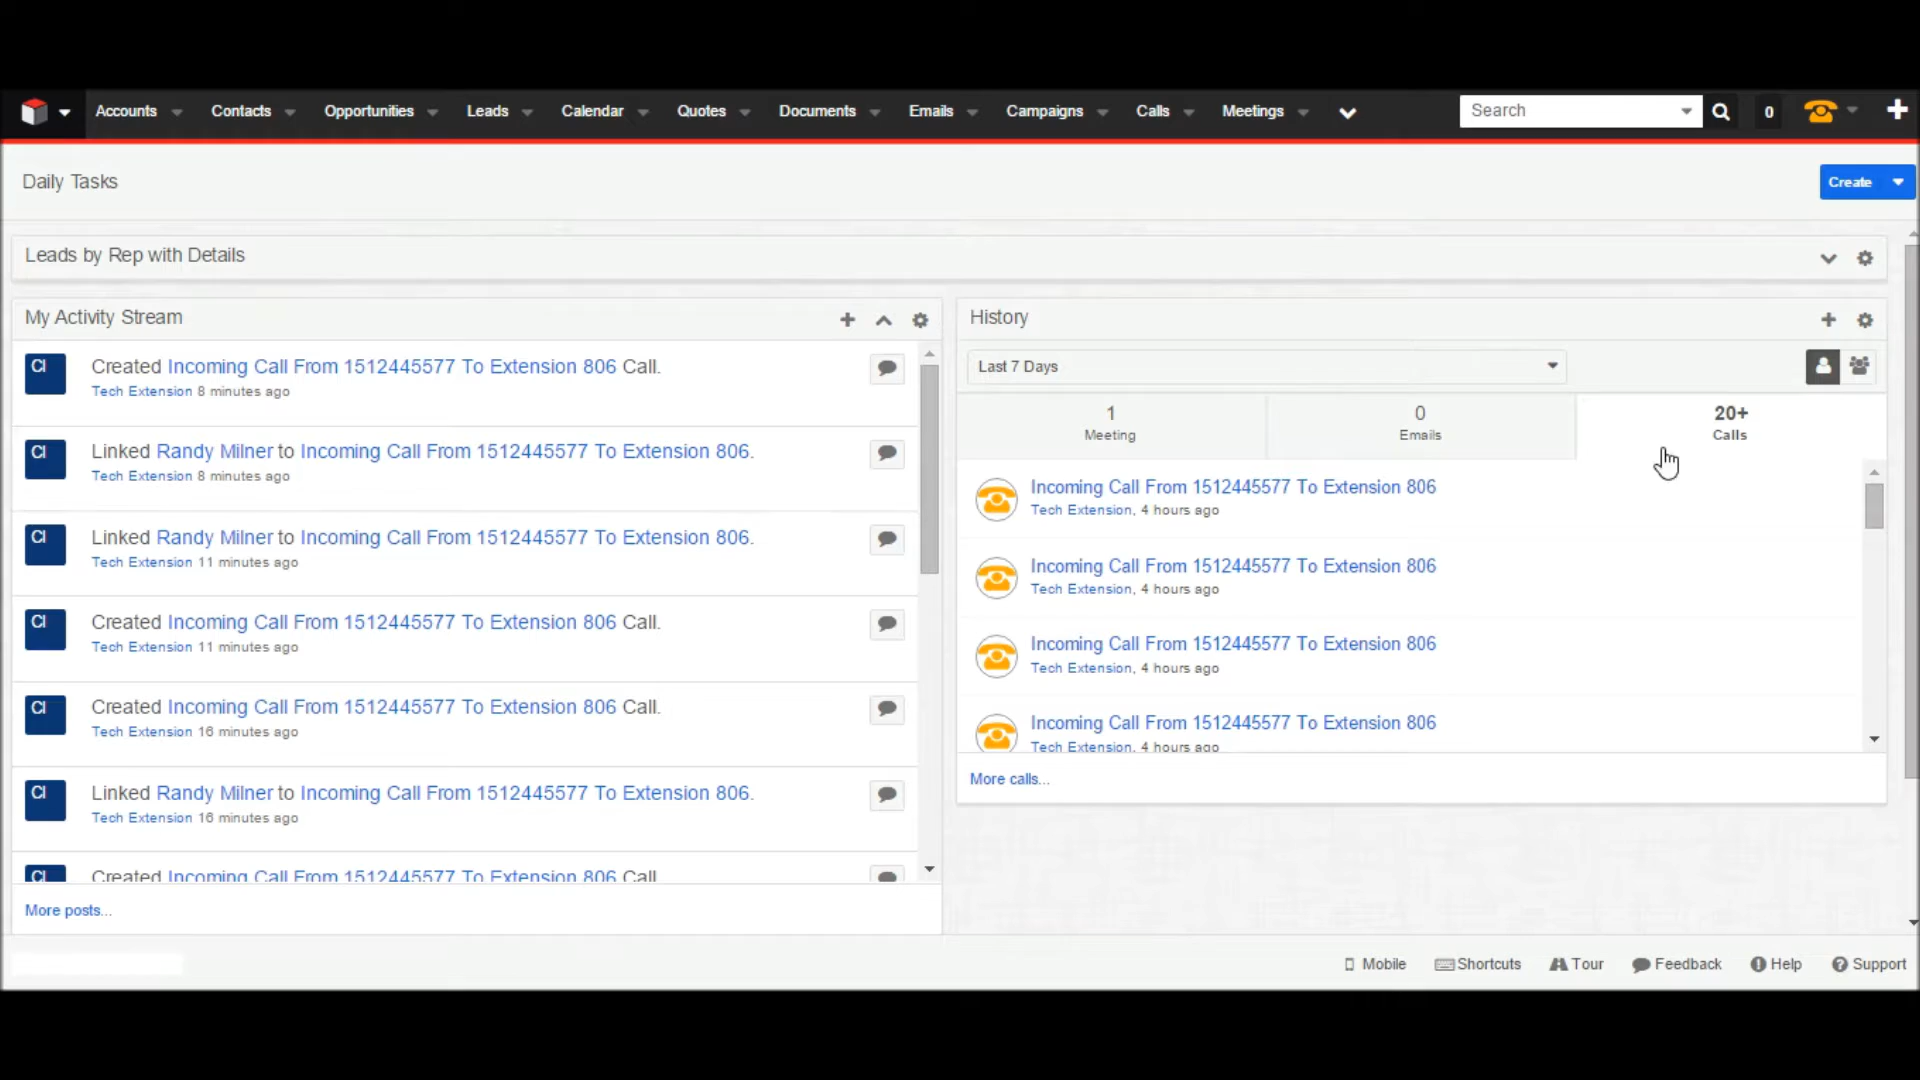 Accounts Contacts Opportunities Leads Calendar Quotes Documents Emails Campaigns Calls Meetings Search 0
Daily Tasks
Create
Leads by Rep with Details
My Activity Stream
CI
Created Incoming Call From 1512445577 To Extension 806 Call.
Tech Extension 8 minutes ago
CI
Linked Randy Milner to Incoming Call From 1512445577 To Extension 806.
Tech Extension 8 minutes ago
CI
Linked Randy Milner to Incoming Call From 1512445577 To Extension 806.
Tech Extension 11 minutes ago
CI
Created Incoming Call From 1512445577 To Extension 806 Call.
Tech Extension 11 minutes ago
CI
Created Incoming Call From 1512445577 To Extension 806 Call.
Tech Extension 16 minutes ago
CI
Linked Randy Milner to Incoming Call From 1512445577 To Extension 806.
Tech Extension 16 minutes ago
CI
Created Incoming Call From 1512445577 To Extension 806 Call
More posts...
History
Last 7 Days
1
Meeting
0
Emails
20+
Calls
Incoming Call From 1512445577 To Extension 806
Tech Extension, 4 hours ago
Incoming Call From 1512445577 To Extension 806
Tech Extension, 4 hours ago
Incoming Call From 1512445577 To Extension 806
Tech Extension, 4 hours ago
Incoming Call From 1512445577 To Extension 806
Tech Extension, 4 hours ago
More calls...
Mobile Shortcuts Tour Feedback Help Support